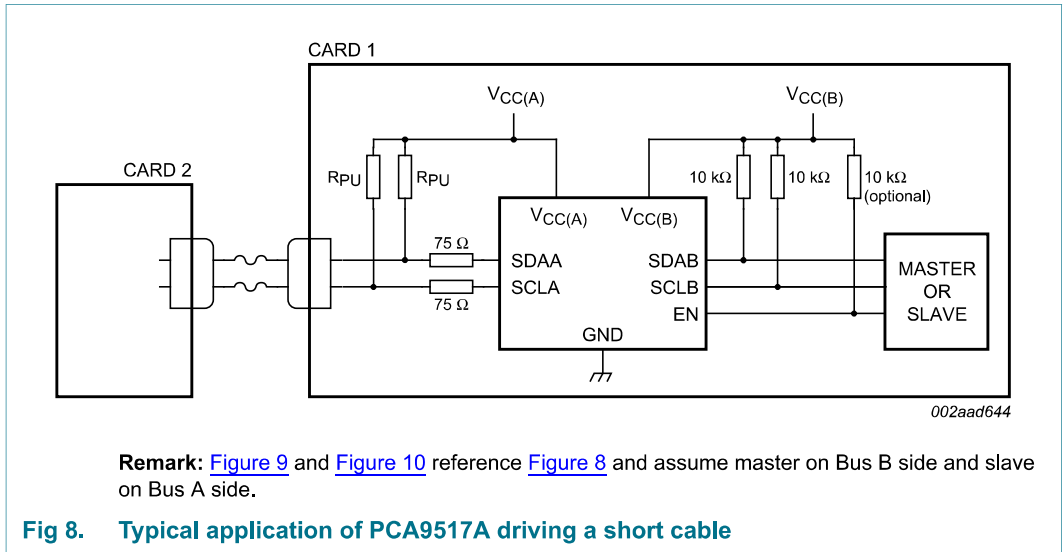 CARD 1
VCC(A)
VCC(B)
CARD 2
RPU
RPU
10 kΩ
10 kΩ
10 kΩ
(optional)
VCC(A)
VCC(B)
75 Ω
SDAA
SDAB
MASTER
OR
SLAVE
SCLA
SCLB
75 Ω
EN
GND
002aad644
Remark: Figure 9 and Figure 10 reference Figure 8 and assume master on Bus B side and slave
on Bus A side.
Fig 8. Typical application of PCA9517A driving a short cable